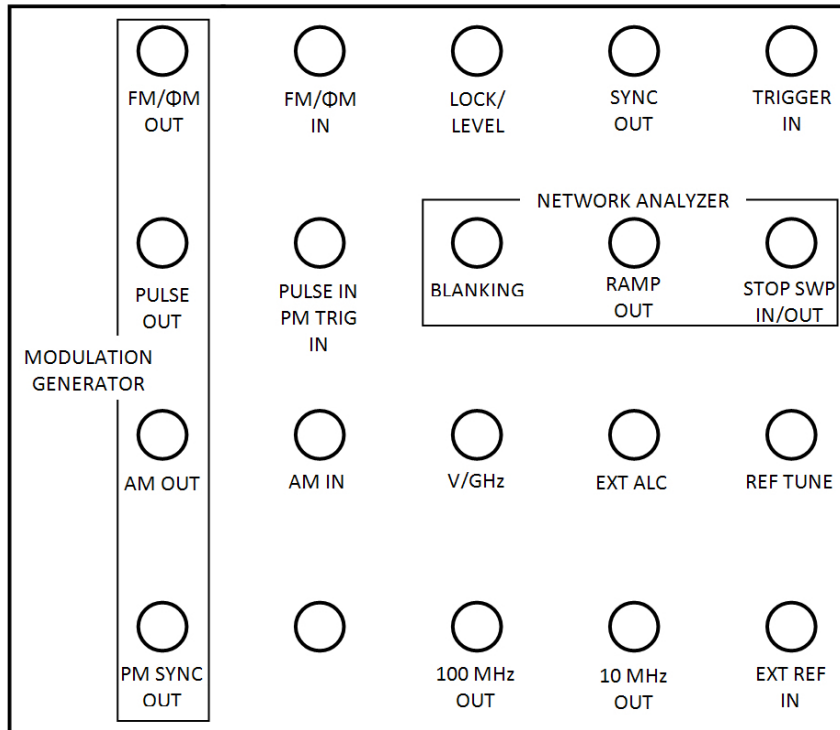 FM/ΦM
OUT
FM/ΦM
IN
LOCK/
LEVEL
SYNC
OUT
TRIGGER
IN
NETWORK ANALYZER
PULSE
OUT
PULSE IN
PM TRIG
IN
BLANKING
RAMP
OUT
STOP SWP
IN/OUT
MODULATION
GENERATOR
AM OUT
AM IN
V/GHz
EXT ALC
REF TUNE
PM SYNC
OUT
100 MHz
OUT
10 MHz
OUT
EXT REF
IN